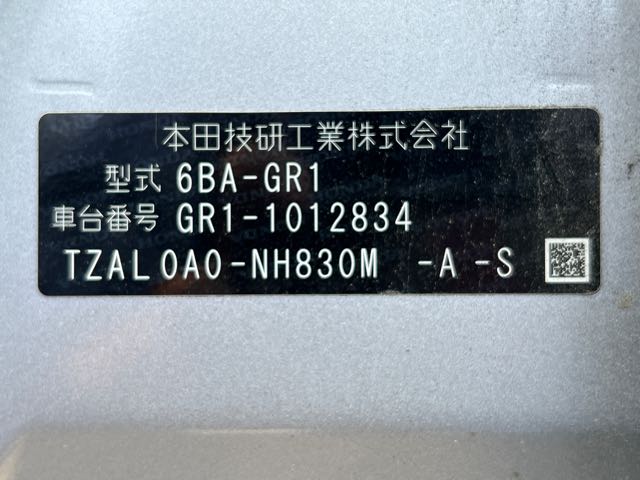 本田技研工業株式会社
型式 6BA-GR1
車台番号 GR1-1012834
TZAL0A0-NH830M -A -S